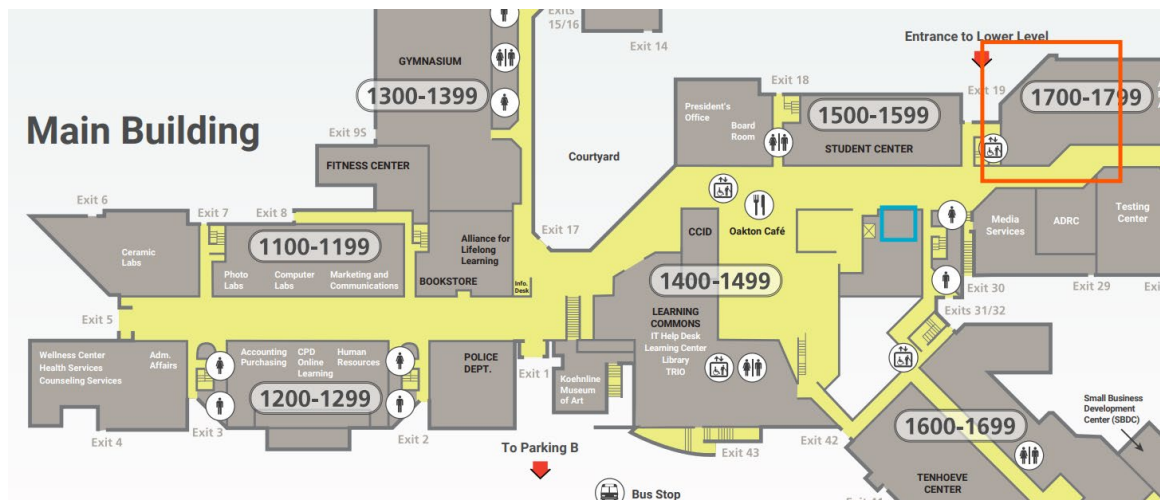 Exits
15/16
Exit 14
Entrance to Lower Level
GYMNASIUM
1300-1399
Exit 18
Exit 19
1700-1799
Main Building
President's
Office
Board
Room
1500-1599
STUDENT CENTER
Exit 9S
FITNESS CENTER
Courtyard
Exit 6
Exit 7
Exit 8
Exit 17
CCID
Oakton Café
Media
Services
ADRC
Testing
Center
Ceramic
Labs
1100-1199
Photo
Labs
Computer
Labs
Marketing and
Communications
Alliance for
Lifelong
Learning
BOOKSTORE
Info.
Desk
1400-1499
Exit 30
Exit 29
Exits 31/32
Exit 5
LEARNING
COMMONS
IT Help Desk
Learning Center
Library
TRIO
Wellness Center
Health Services
Counseling Services
Adm.
Affairs
Accounting
Purchasing
CPD
Online
Learning
Human
Resources
POLICE
DEPT.
Exit 1
Koehnline
Museum
of Art
1200-1299
Small Business
Development
Center (SBDC)
Exit 4
Exit 3
Exit 2
To Parking B
Exit 43
Exit 42
1600-1699
TENHOEVE
CENTER
Bus Stop